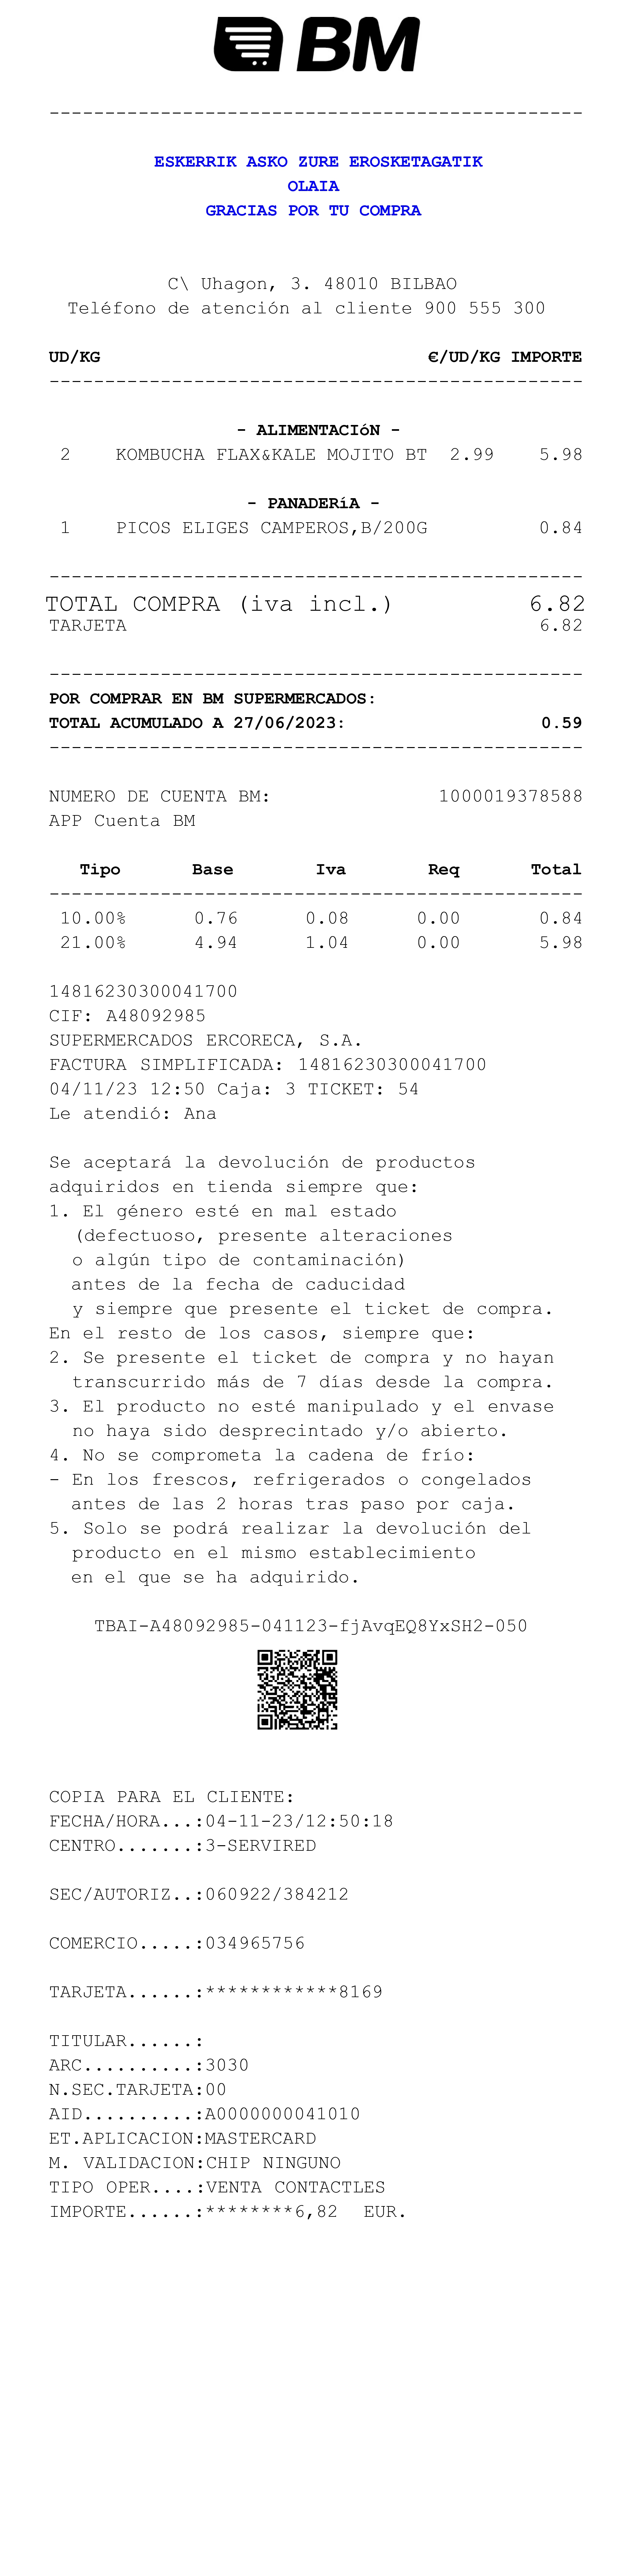 BM
ESKERRIK ASKO ZURE EROSKETAGATIK
OLAIA
GRACIAS POR TU COMPRA
C\ Uhagon, 3. 48010 BILBAO
Teléfono de atención al cliente 900 555 300
UD/KG €/UD/KG IMPORTE
- ALIMENTACIóN -
2 KOMBUCHA FLAX&KALE MOJITO BT 2.99 5.98
- PANADERíA -
1 PICOS ELIGES CAMPEROS,B/200G 0.84
TOTAL COMPRA (iva incl.) 6.82
TARJETA 6.82
POR COMPRAR EN BM SUPERMERCADOS:
TOTAL ACUMULADO A 27/06/2023: 0.59
NUMERO DE CUENTA BM: 1000019378588
APP Cuenta BM
Tipo Base Iva Req Total
10.00% 0.76 0.08 0.00 0.84
21.00% 4.94 1.04 0.00 5.98
14816230300041700
CIF: A48092985
SUPERMERCADOS ERCORECA, S.A.
FACTURA SIMPLIFICADA: 14816230300041700
04/11/23 12:50 Caja: 3 TICKET: 54
Le atendió: Ana
Se aceptará la devolución de productos
adquiridos en tienda siempre que:
1. El género esté en mal estado
(defectuoso, presente alteraciones
o algún tipo de contaminación)
antes de la fecha de caducidad
y siempre que presente el ticket de compra.
En el resto de los casos, siempre que:
2. Se presente el ticket de compra y no hayan
transcurrido más de 7 días desde la compra.
3. El producto no esté manipulado y el envase
no haya sido desprecintado y/o abierto.
4. No se comprometa la cadena de frío:
- En los frescos, refrigerados o congelados
antes de las 2 horas tras paso por caja.
5. Solo se podrá realizar la devolución del
producto en el mismo establecimiento
en el que se ha adquirido.
TBAI-A48092985-041123-fjAvqEQ8YxSH2-050
COPIA PARA EL CLIENTE:
FECHA/HORA...:04-11-23/12:50:18
CENTRO.......:3-SERVIRED
SEC/AUTORIZ..:060922/384212
COMERCIO.....:034965756
TARJETA......:************8169
TITULAR......:
ARC..........:3030
N.SEC.TARJETA:00
AID..........:A0000000041010
ET.APLICACION:MASTERCARD
M. VALIDACION:CHIP NINGUNO
TIPO OPER....:VENTA CONTACTLES
IMPORTE......:********6,82 EUR.